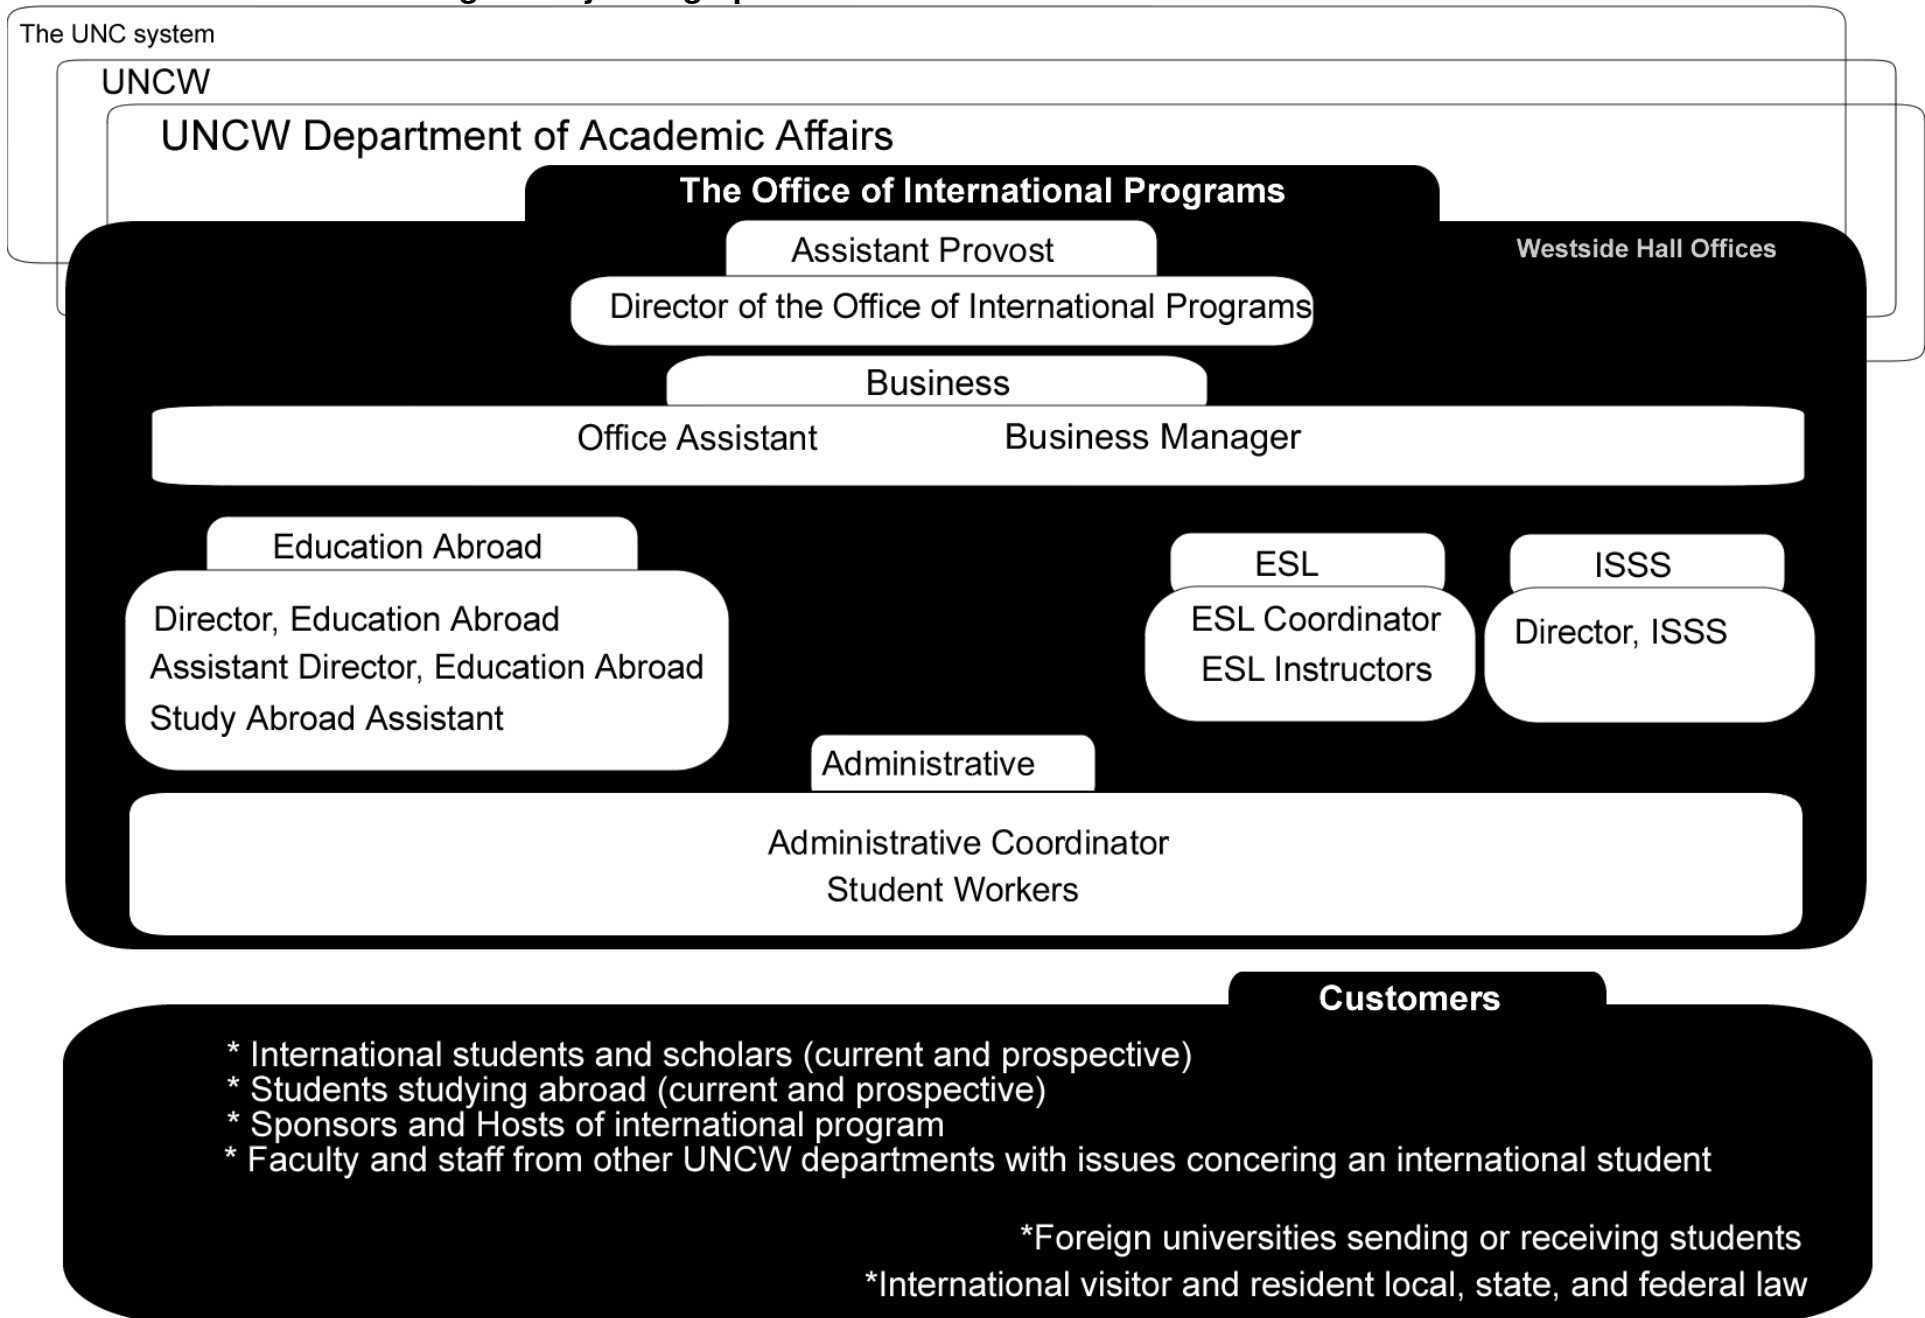 The UNC system
UNCW
UNCW Department of Academic Affairs
The Office of International Programs
Assistant Provost
Westside Hall Offices
Director of the Office of International Programs
Business
Office Assistant Business Manager
Education Abroad
Director, Education Abroad
Assistant Director, Education Abroad
Study Abroad Assistant
ESL
ESL Coordinator
ESL Instructors
ISSS
Director, ISSS
Administrative
Administrative Coordinator
Student Workers
Customers
* International students and scholars (current and prospective)
* Students studying abroad (current and prospective)
* Sponsors and Hosts of international program
* Faculty and staff from other UNCW departments with issues concering an international student
*Foreign universities sending or receiving students
*International visitor and resident local, state, and federal law